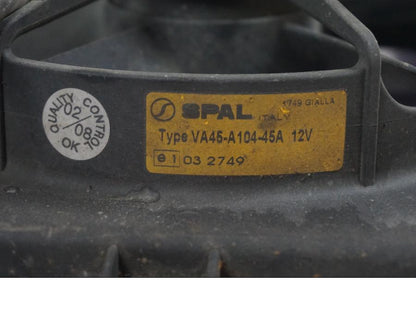 QUALITY CONTROL
02
08
OK
SPAL
1749 GIALLA
ITALY
Type VA45-A104-45A 12V
e1 03 2749